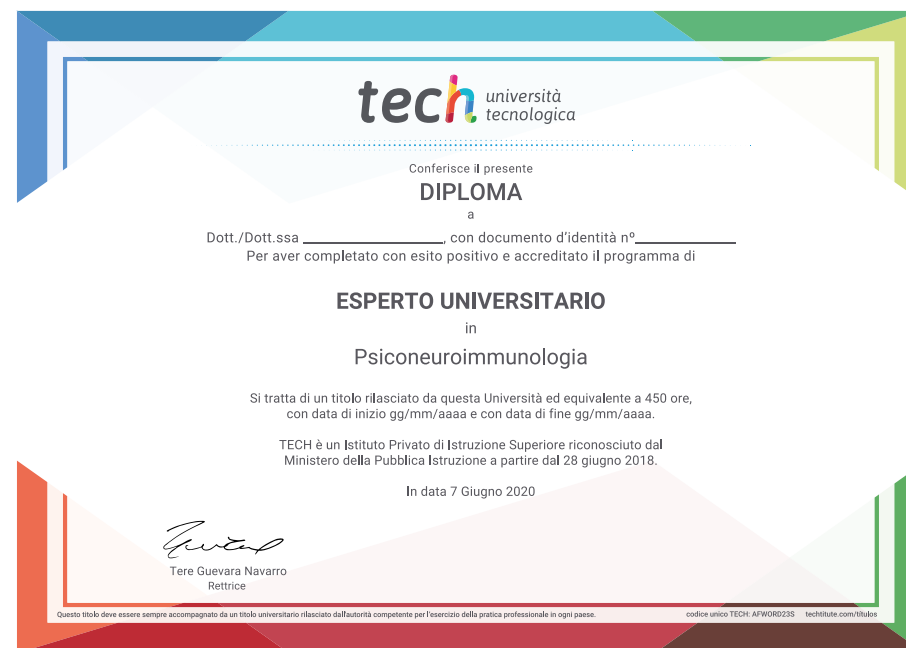 tech università
tecnologica
Conferisce il presente
DIPLOMA
a
Dott./Dott.ssa ____________________, con documento d'identità nº______________
Per aver completato con esito positivo e accreditato il programma di
ESPERTO UNIVERSITARIO
in
Psiconeuroimmunologia
Si tratta di un titolo rilasciato da questa Università ed equivalente a 450 ore,
con data di inizio gg/mm/aaaa e con data di fine gg/mm/aaaa.
TECH è un Istituto Privato di Istruzione Superiore riconosciuto dal
Ministero della Pubblica Istruzione a partire dal 28 giugno 2018.
In data 7 Giugno 2020
Tere Guevara Navarro
Rettrice
Questo titolo deve essere sempre accompagnato da un titolo universitario rilasciato dall'autorità competente per l'esercizio della pratica professionale in ogni paese. codice unico TECH: AFWORD23S techtitute.com/titulos